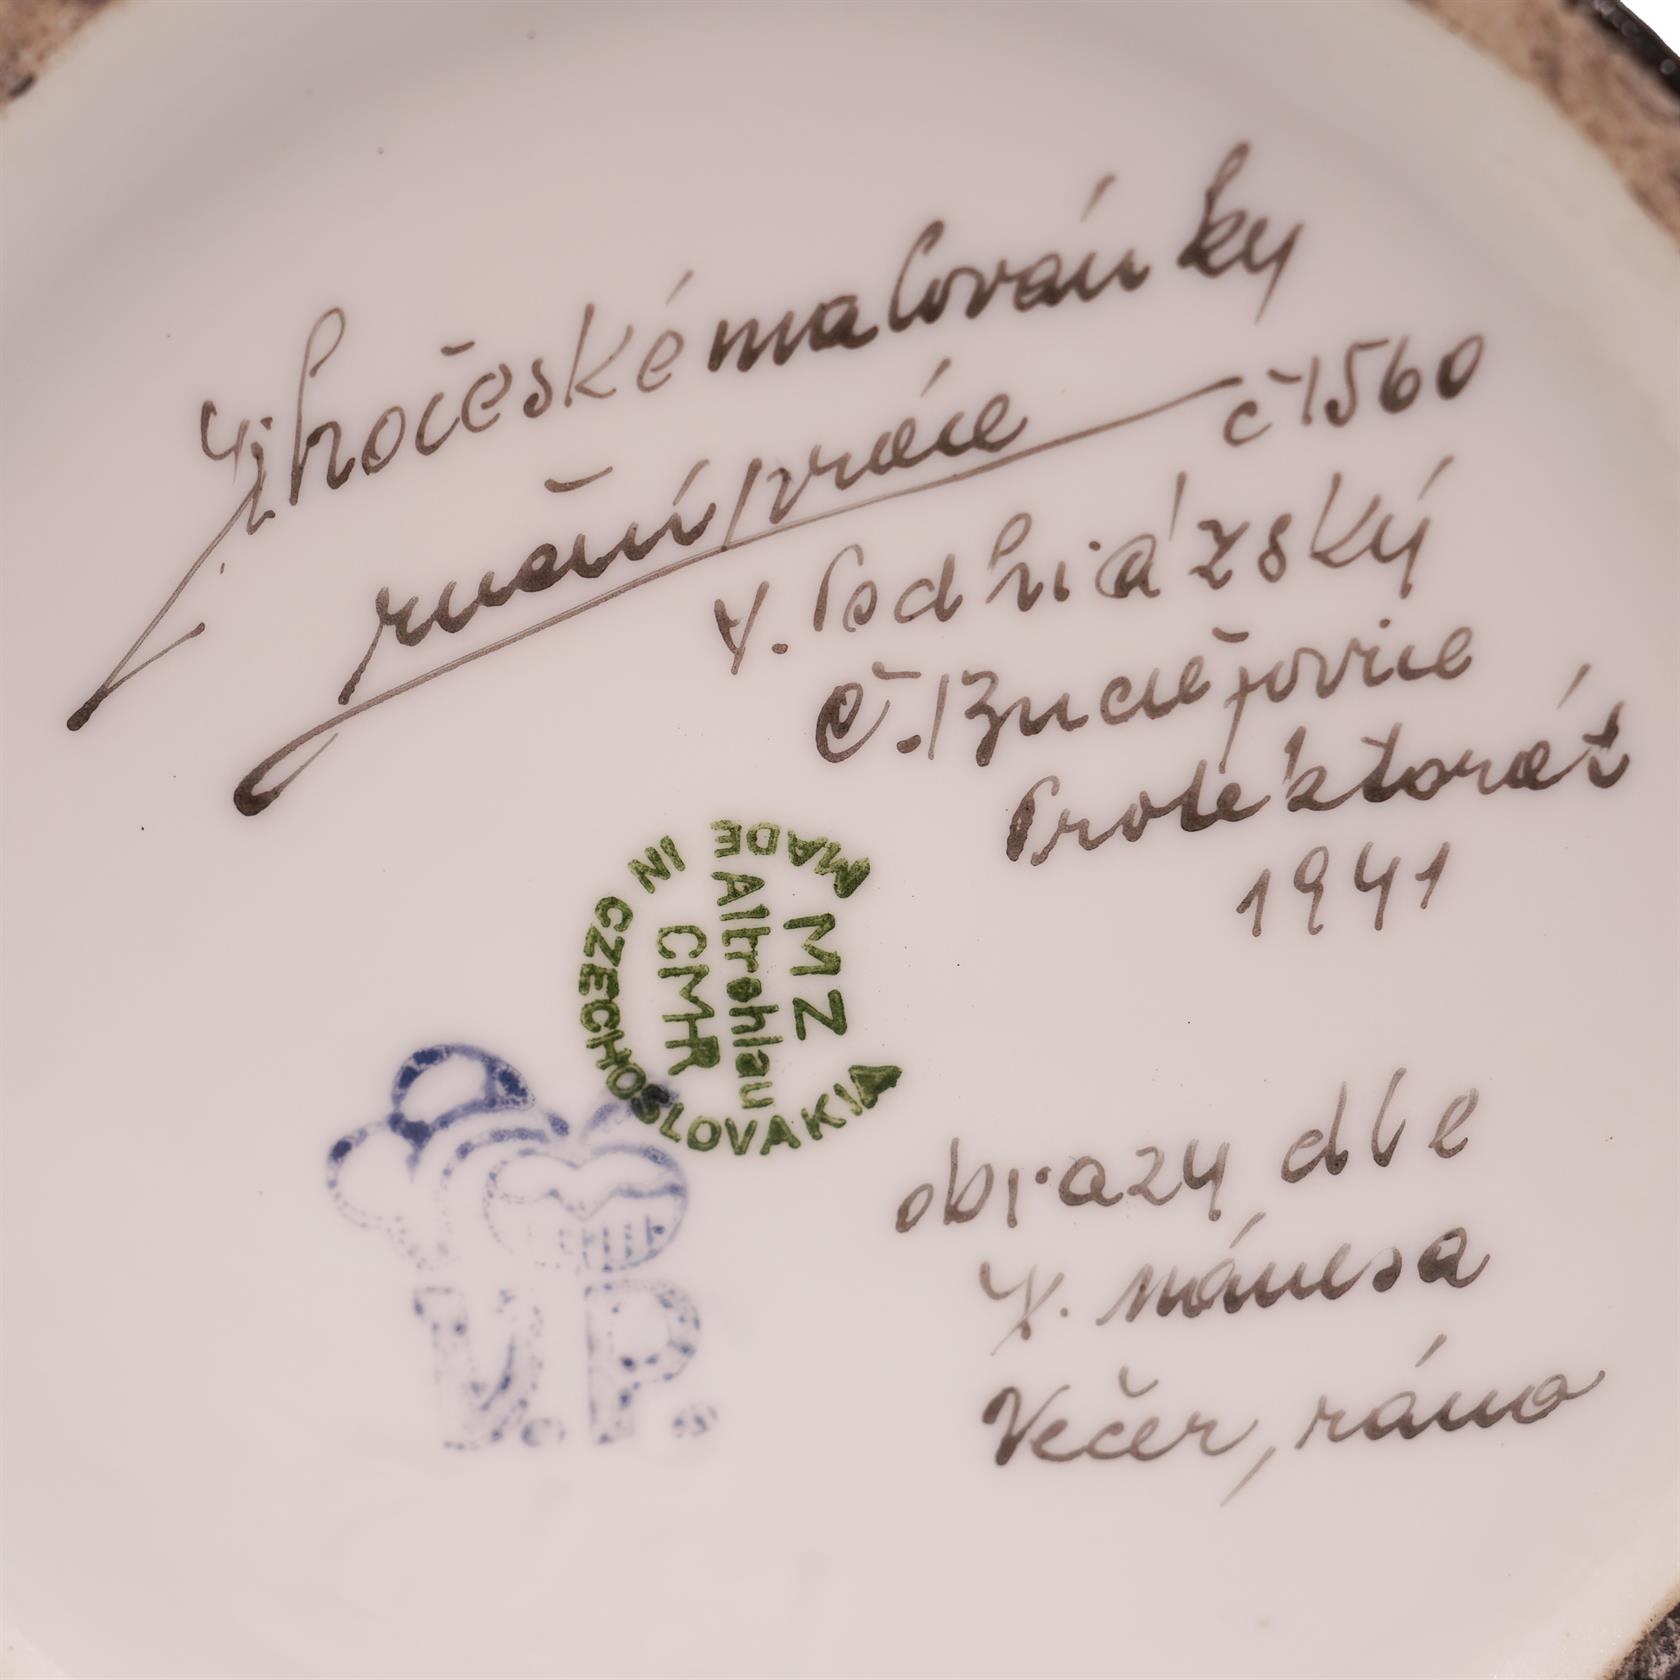 Jihočeské malovánky
ruční práce č 1560
J. Podhrázský
Č. Budějovice
Protektorát
1941
MADE IN CZECHOSLOVAKIA
MZ
Altrohlau
CMR
V.P.
obrazy dle
J. Mánesa
Večer, ráno